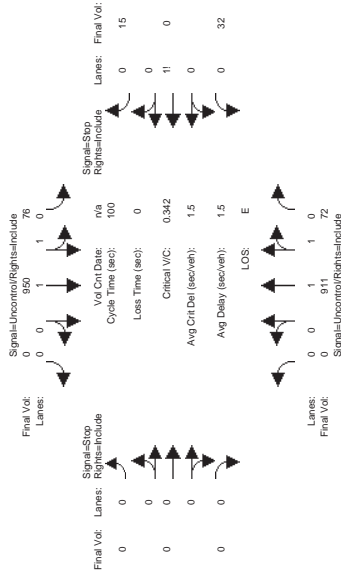 Signal=Uncontrol/Rights=Include
Final Vol: 0 950 76
Lanes: 0 0 1 1 0
Signal=Stop Signal=Stop
Final Vol: Lanes: Rights=Include Vol Cnt Date: n/a Rights=Include Lanes: Final Vol:
0 0 Cycle Time (sec): 100 0 15
0 Loss Time (sec): 0 0
0 0 Critical V/C: 0.342 1! 0
0 Avg Crit Del (sec/veh): 1.5 0
0 0 Avg Delay (sec/veh): 1.5 0 32
LOS: E
Lanes: 0 0 1 1 0
Final Vol: 0 911 72
Signal=Uncontrol/Rights=Include